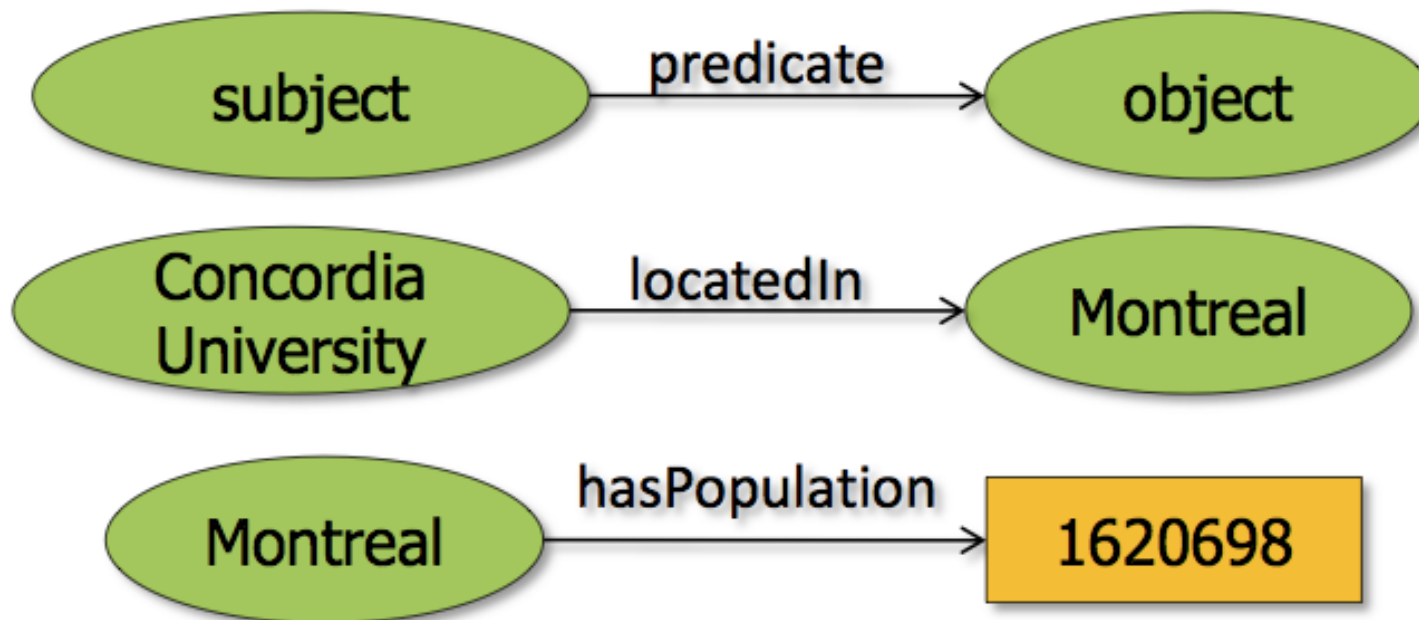 subject
predicate
object
Concordia
University
locatedIn
Montreal
Montreal
hasPopulation
1620698